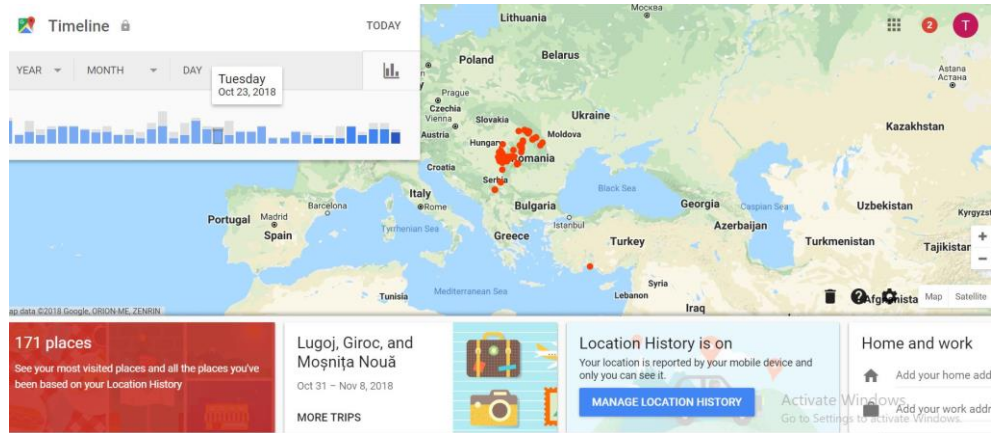 Timeline
TODAY
YEAR
MONTH
DAY
Tuesday
Oct 23, 2018
Москва
Lithuania
Belarus
Poland
Prague
Czechia
Vienna
Slovakia
Austria
Hungary
Ukraine
Moldova
Romania
Croatia
Serbia
Italy
Rome
Bulgaria
Black Sea
Georgia
Caspian Sea
Azerbaijan
Istanbul
Greece
Turkey
Portugal
Madrid
Spain
Barcelona
Tyrrhenian Sea
Tunisia
Mediterranean Sea
Syria
Lebanon
Iraq
Astana
Астана
Kazakhstan
Uzbekistan
Kyrgyzst
Turkmenistan
Tajikistan
Afghanista
2
T
+
−
Map
Satellite
ap data ©2018 Google, ORION-ME, ZENRIN
171 places
See your most visited places and all the places you've
been based on your Location History
Lugoj, Giroc, and
Moșnița Nouă
Oct 31 – Nov 8, 2018
MORE TRIPS
Location History is on
Your location is reported by your mobile device and
only you can see it.
MANAGE LOCATION HISTORY
Home and work
Add your home add
Add your work addr
Activate Windows
Go to Settings to activate Windows.